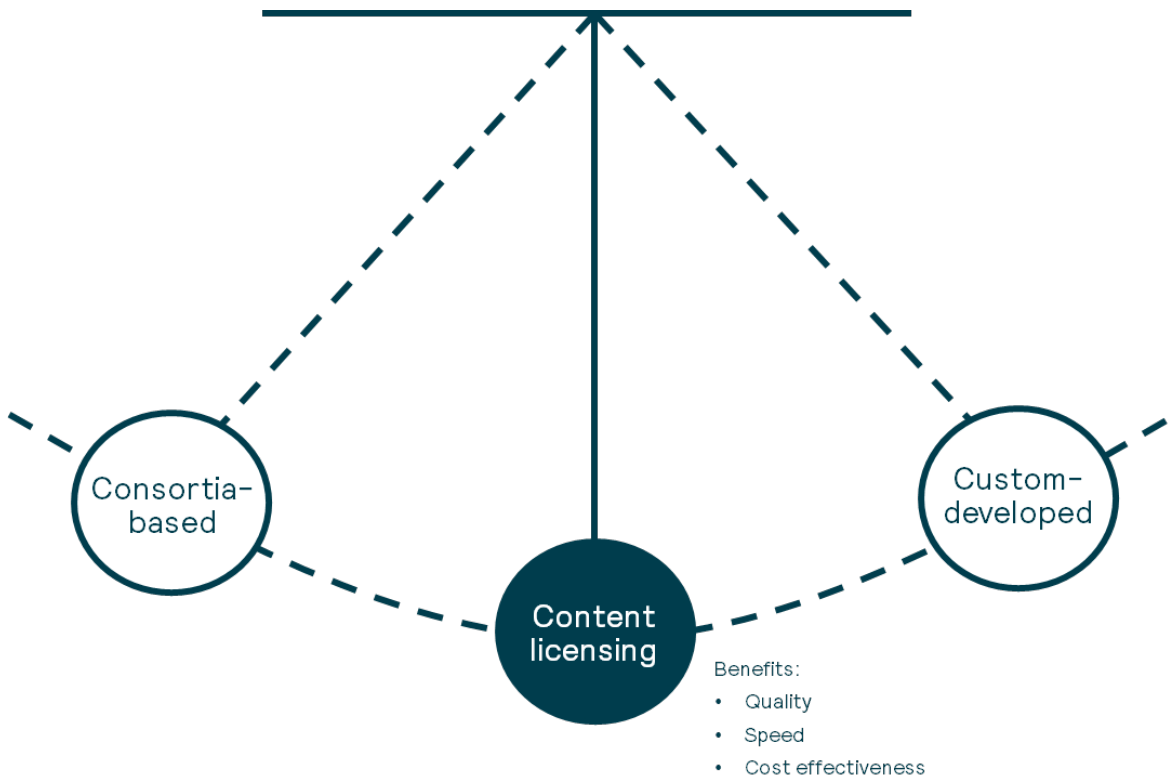 Consortia-
based
Custom-
developed
Content
licensing
Benefits:
• Quality
• Speed
• Cost effectiveness